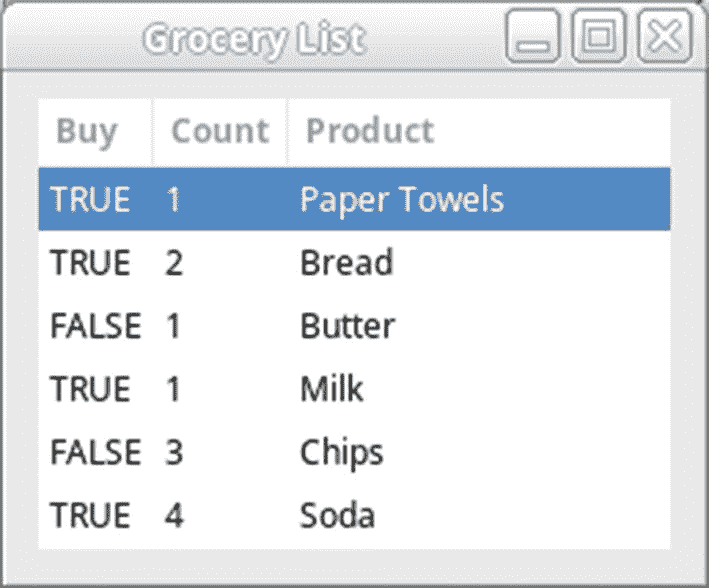 Grocery List
Buy Count Product
TRUE 1 Paper Towels
TRUE 2 Bread
FALSE 1 Butter
TRUE 1 Milk
FALSE 3 Chips
TRUE 4 Soda